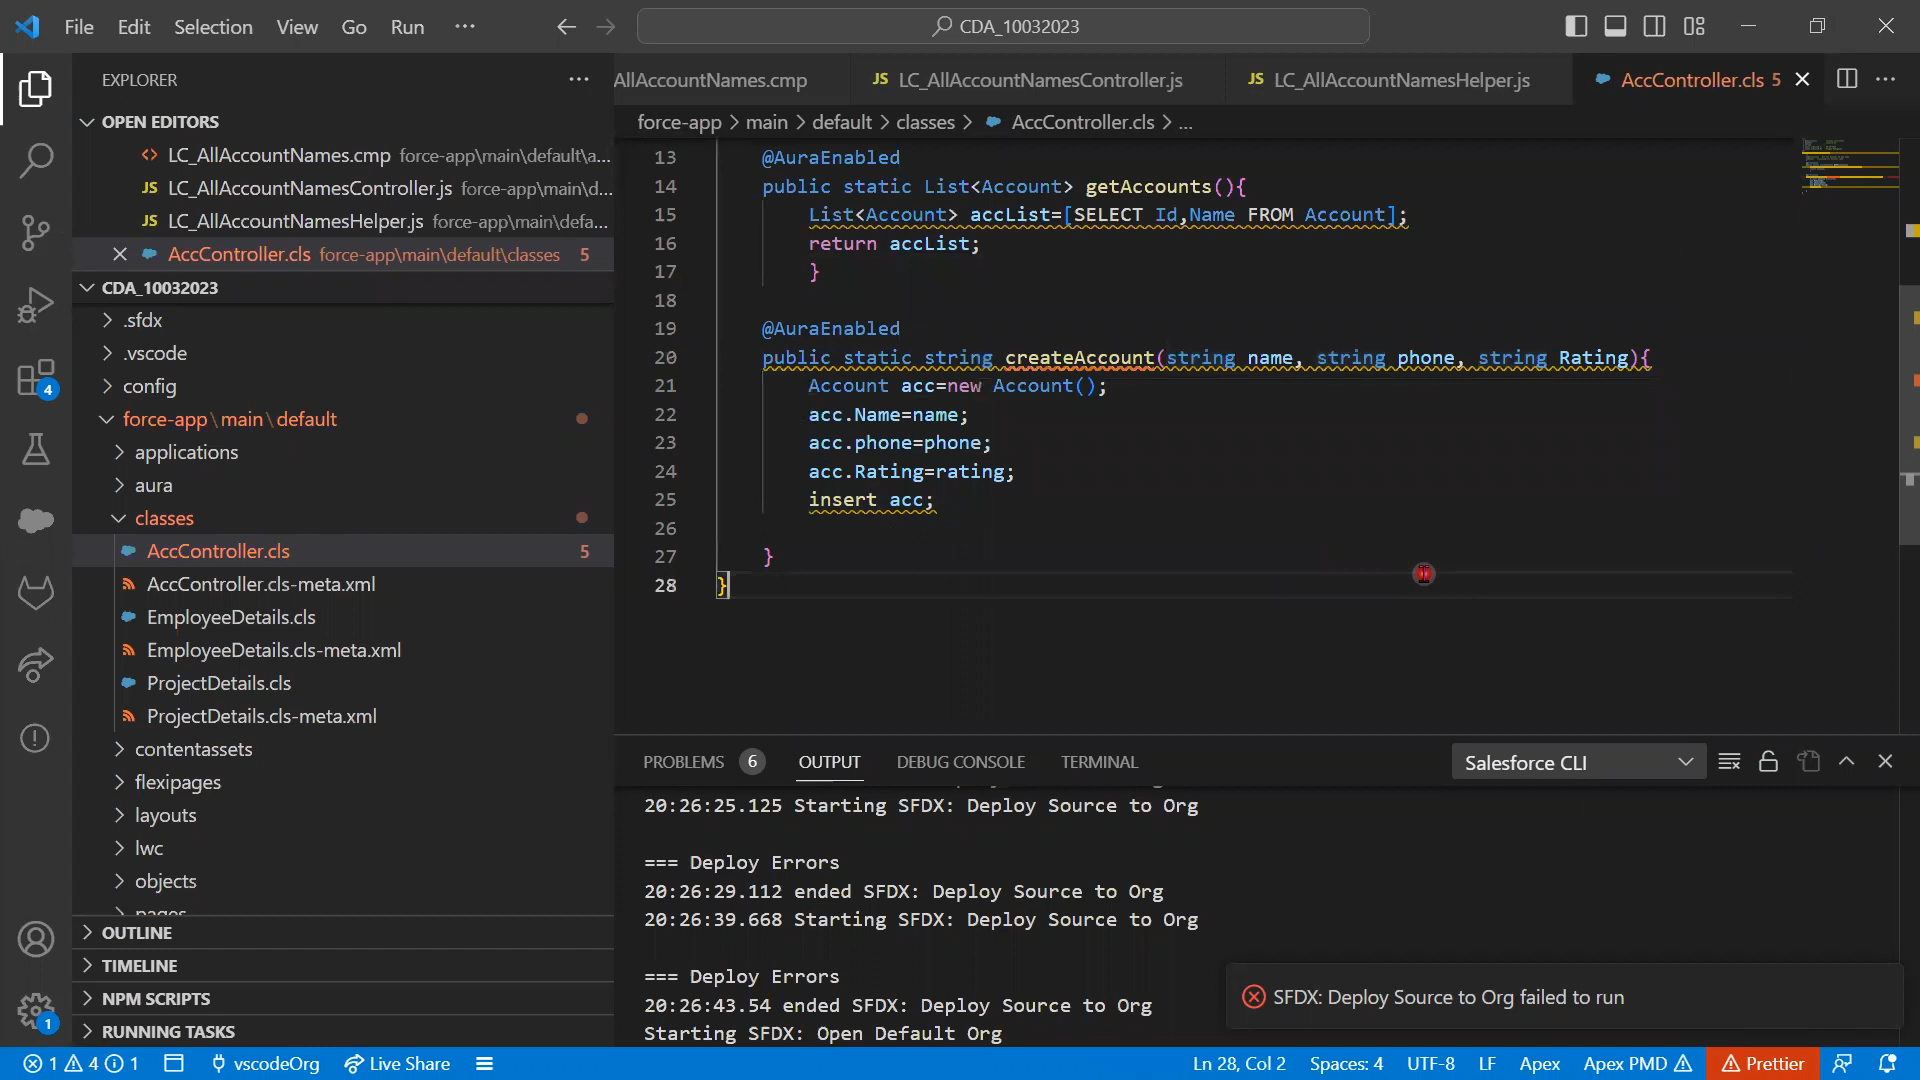 File Edit Selection View Go Run ···
CDA_10032023
EXPLORER
OPEN EDITORS
LC_AllAccountNames.cmp force-app\main\default\a...
JS LC_AllAccountNamesController.js force-app\main\d...
JS LC_AllAccountNamesHelper.js force-app\main\defa...
AccController.cls force-app\main\default\classes 5
CDA_10032023
.sfdx
.vscode
config
force-app\main\default
applications
aura
classes
AccController.cls 5
AccController.cls-meta.xml
EmployeeDetails.cls
EmployeeDetails.cls-meta.xml
ProjectDetails.cls
ProjectDetails.cls-meta.xml
contentassets
flexipages
layouts
lwc
objects
pages
OUTLINE
TIMELINE
NPM SCRIPTS
RUNNING TASKS
4
1
AllAccountNames.cmp JS LC_AllAccountNamesController.js JS LC_AllAccountNamesHelper.js AccController.cls 5
force-app > main > default > classes > AccController.cls > ...
13 @AuraEnabled
14 public static List<Account> getAccounts(){
15 List<Account> accList=[SELECT Id,Name FROM Account];
16 return accList;
17 }
18
19 @AuraEnabled
20 public static string createAccount(string name, string phone, string Rating){
21 Account acc=new Account();
22 acc.Name=name;
23 acc.phone=phone;
24 acc.Rating=rating;
25 insert acc;
26
27 }
28 }
PROBLEMS 6 OUTPUT DEBUG CONSOLE TERMINAL Salesforce CLI
20:26:25.125 Starting SFDX: Deploy Source to Org
=== Deploy Errors
20:26:29.112 ended SFDX: Deploy Source to Org
20:26:39.668 Starting SFDX: Deploy Source to Org
=== Deploy Errors
20:26:43.54 ended SFDX: Deploy Source to Org
Starting SFDX: Open Default Org
SFDX: Deploy Source to Org failed to run
1 4 1 vscodeOrg Live Share Ln 28, Col 2 Spaces: 4 UTF-8 LF Apex Apex PMD Prettier